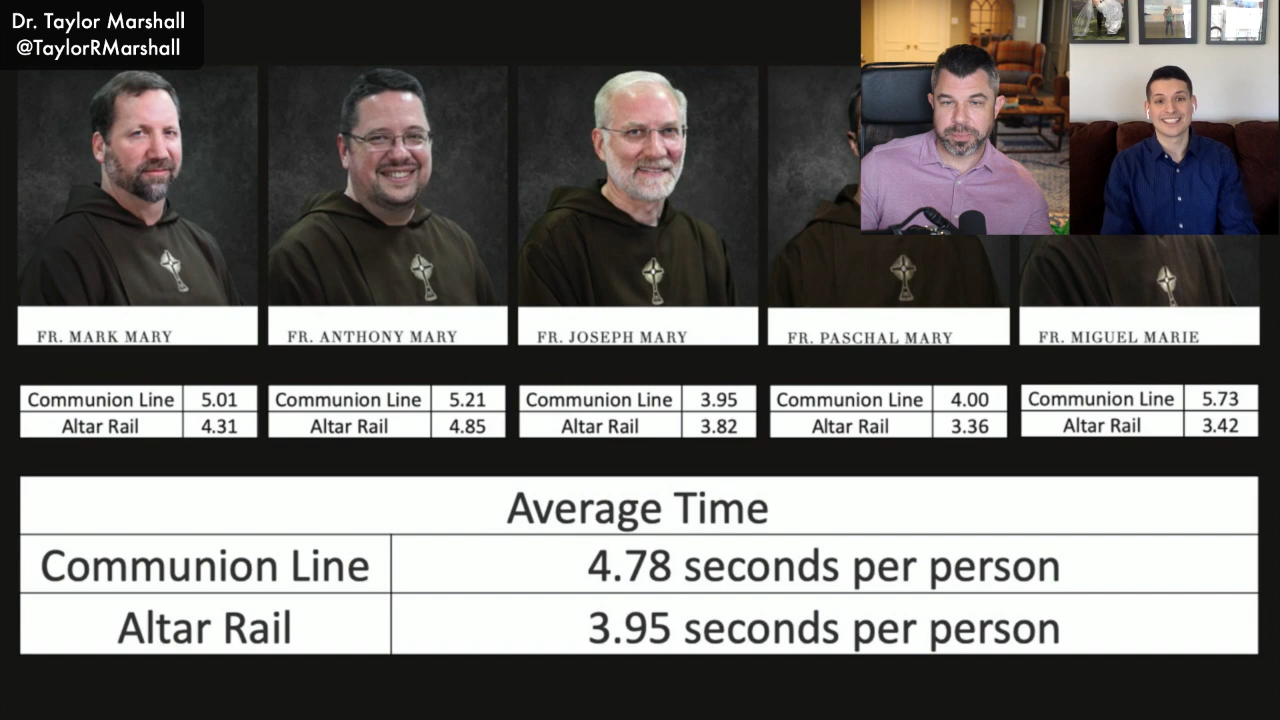 Dr. Taylor Marshall
@TaylorRMarshall
FR. MARK MARY
FR. ANTHONY MARY
FR. JOSEPH MARY
FR. PASCHAL MARY
FR. MIGUEL MARIE
Communion Line 5.01
Altar Rail 4.31
Communion Line 5.21
Altar Rail 4.85
Communion Line 3.95
Altar Rail 3.82
Communion Line 4.00
Altar Rail 3.36
Communion Line 5.73
Altar Rail 3.42
Average Time
Communion Line 4.78 seconds per person
Altar Rail 3.95 seconds per person